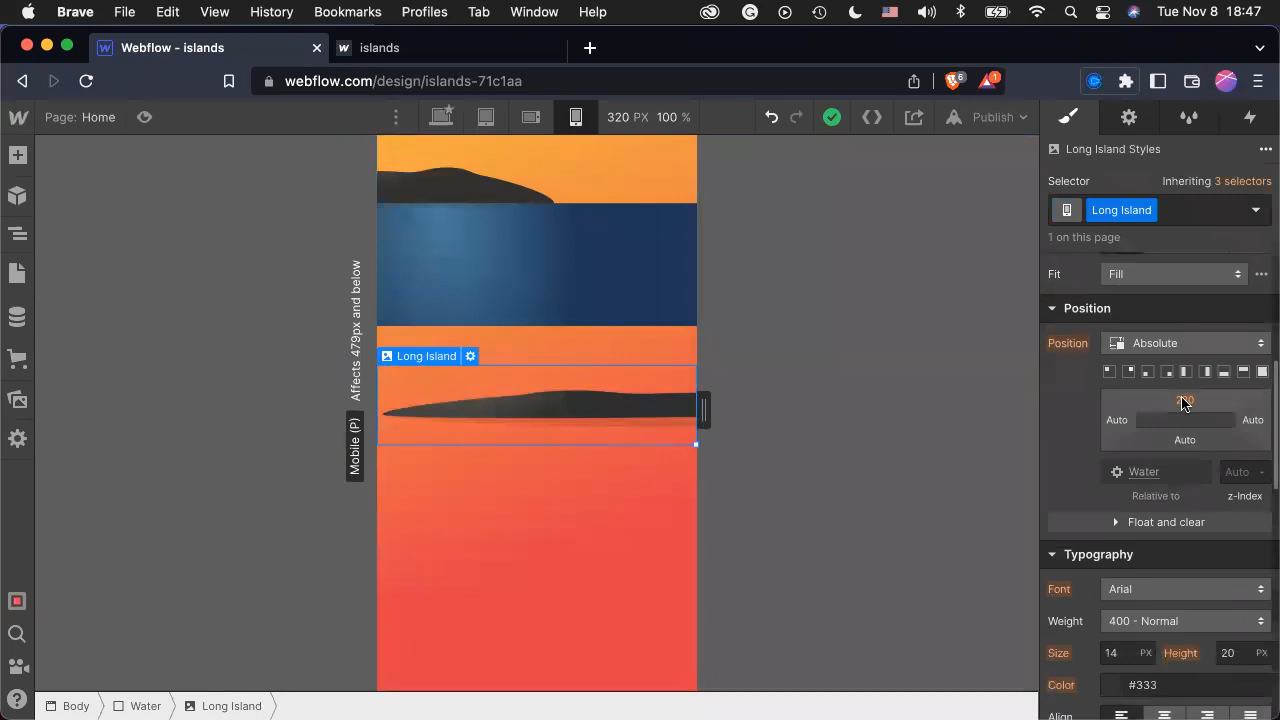 Brave File Edit View History Bookmarks Profiles Tab Window Help Tue Nov 8 18:47
Webflow - islands
islands
webflow.com/design/islands-71c1aa
6
1
Page: Home
320 PX 100 %
Publish
Long Island Styles
Selector Inheriting 3 selectors
Long Island
1 on this page
Fit Fill
Position
Position Absolute
Auto Auto
Auto
Water Auto
Relative to z-Index
Float and clear
Typography
Font Arial
Weight 400 - Normal
Size 14 PX Height 20 PX
Color #333
Align
Affects 479px and below
Mobile (P)
Long Island
Body Water Long Island